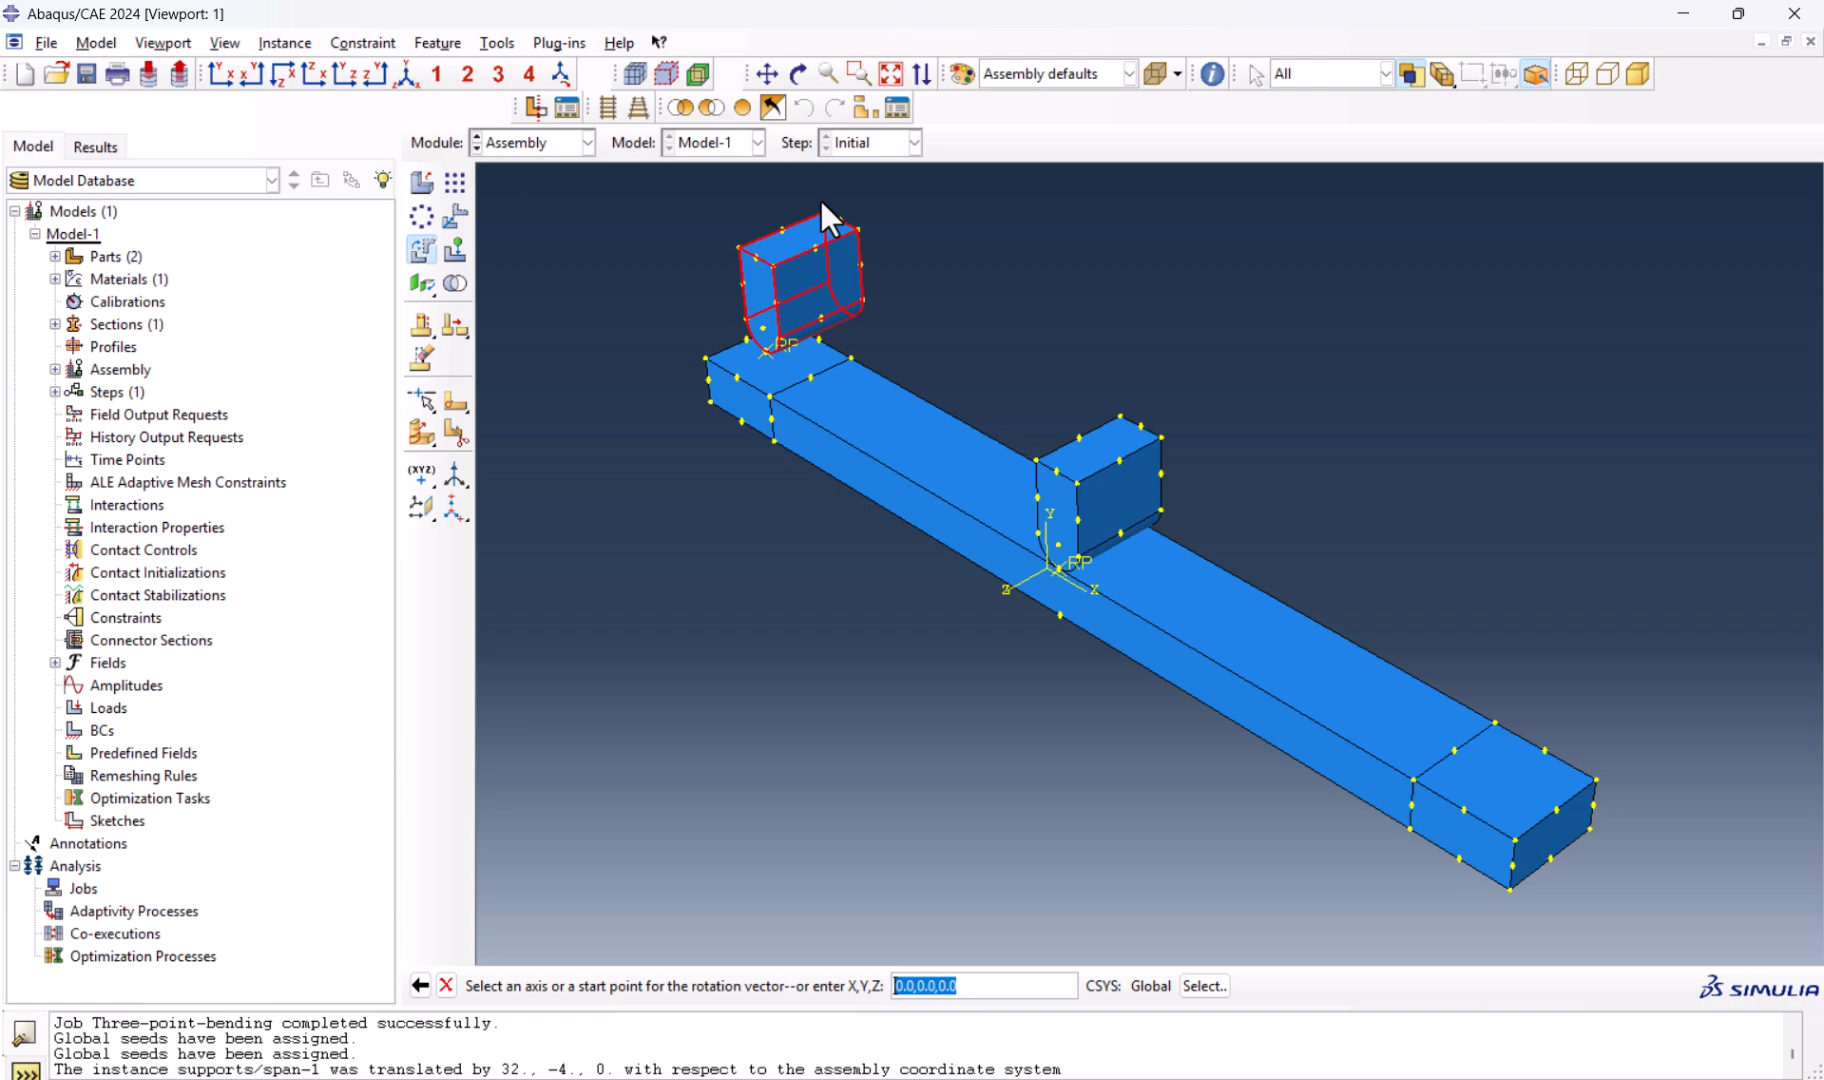 Abaqus/CAE 2024 [Viewport: 1]
File Model Viewport View Instance Constraint Feature Tools Plug-ins Help
1 2 3 4 Assembly defaults All
Model Results
Module: Assembly Model: Model-1 Step: Initial
Model Database
Models (1)
Model-1
Parts (2)
Materials (1)
Calibrations
Sections (1)
Profiles
Assembly
Steps (1)
Field Output Requests
History Output Requests
Time Points
ALE Adaptive Mesh Constraints
Interactions
Interaction Properties
Contact Controls
Contact Initializations
Contact Stabilizations
Constraints
Connector Sections
Fields
Amplitudes
Loads
BCs
Predefined Fields
Remeshing Rules
Optimization Tasks
Sketches
Annotations
Analysis
Jobs
Adaptivity Processes
Co-executions
Optimization Processes
(XYZ)
RP
Y
RP
Z X
Select an axis or a start point for the rotation vector--or enter X,Y,Z: 0.0,0.0,0.0 CSYS: Global Select..
SIMULIA
Job Three-point-bending completed successfully.
Global seeds have been assigned.
Global seeds have been assigned.
The instance supports/span-1 was translated by 32., -4., 0. with respect to the assembly coordinate system